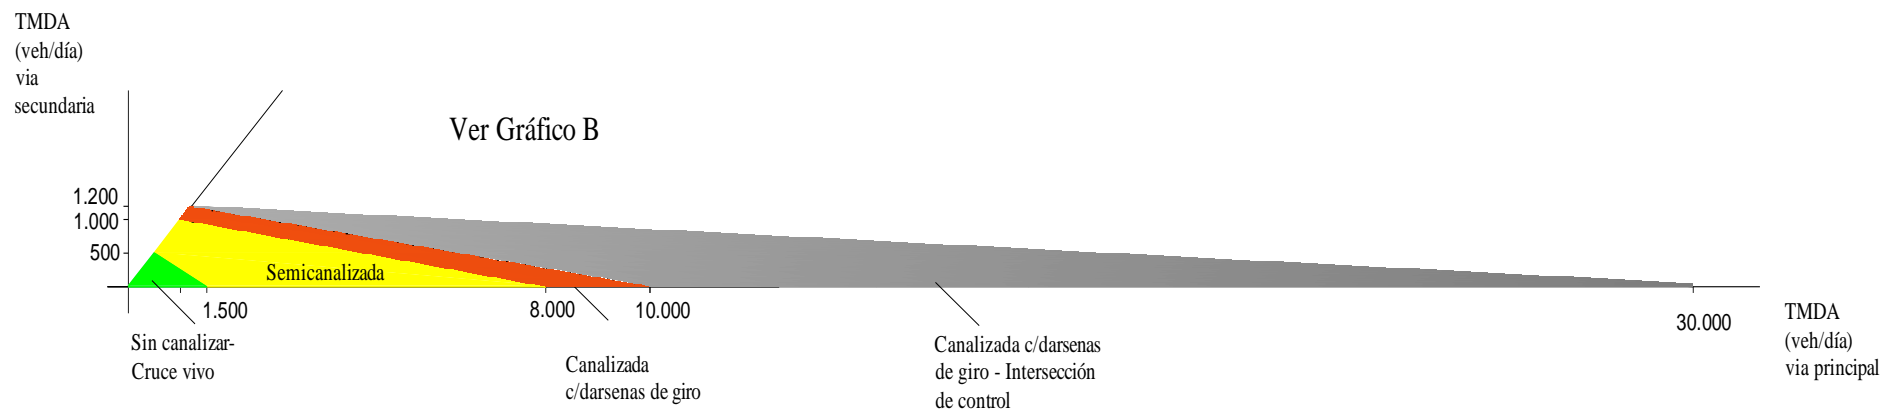 TMDA
(veh/día)
via
secundaria
Ver Gráfico B
1.200
1.000
500
Semicanalizada
1.500
8.000
10.000
30.000
Sin canalizar-
Cruce vivo
Canalizada
c/darsenas de giro
Canalizada c/darsenas
de giro - Intersección
de control
TMDA
(veh/día)
via principal